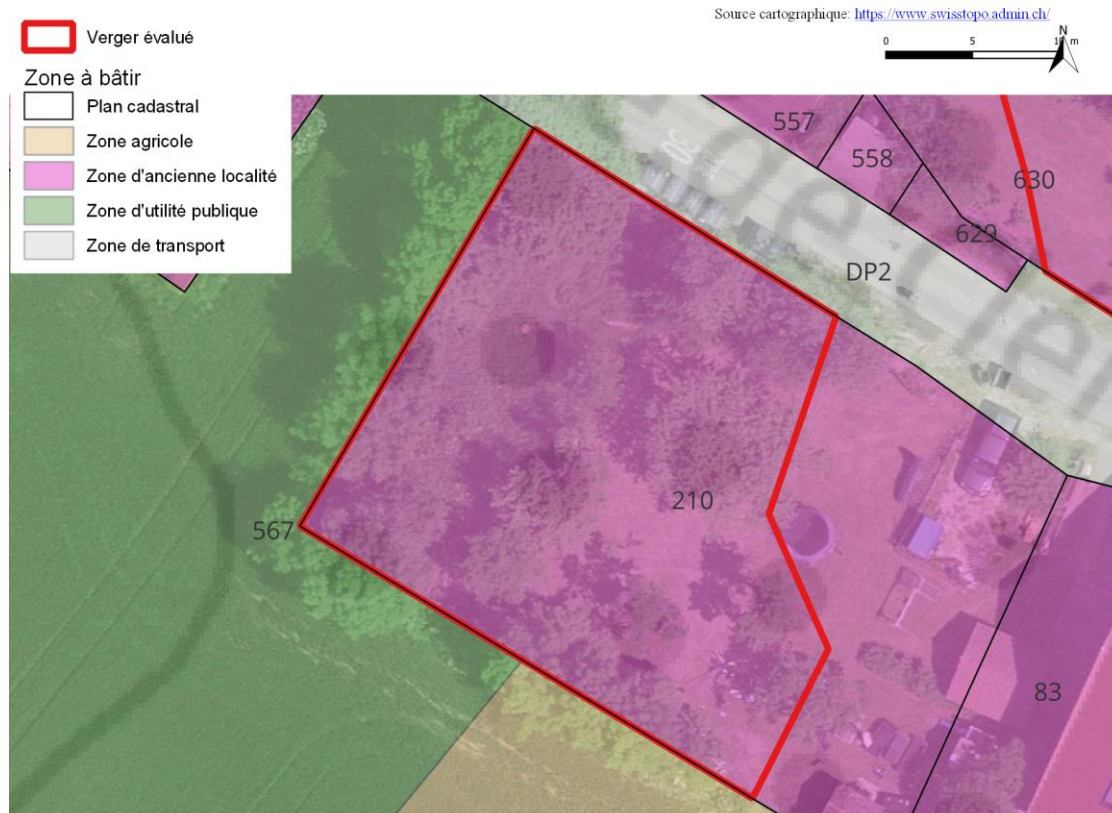 Source cartographique: https://www.swisstopo.admin.ch/
N
0 5 10 m
Verger évalué
Zone à bâtir
Plan cadastral
Zone agricole
Zone d'ancienne localité
Zone d'utilité publique
Zone de transport
557
558
630
30
629
DP2
210
567
83